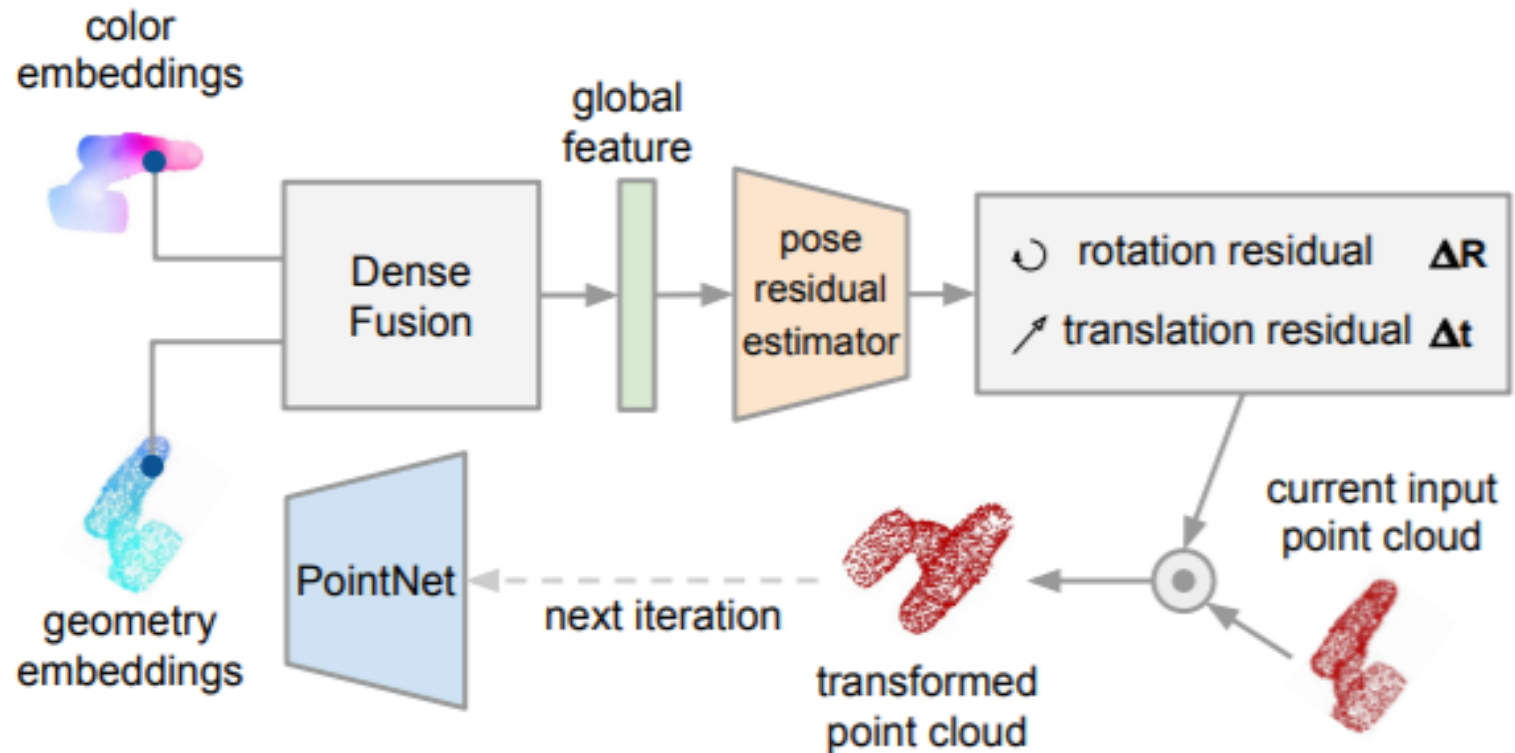 color
embeddings
global
feature
Dense
Fusion
pose
residual
estimator
rotation residual ΔR
translation residual Δt
geometry
embeddings
PointNet
next iteration
transformed
point cloud
current input
point cloud